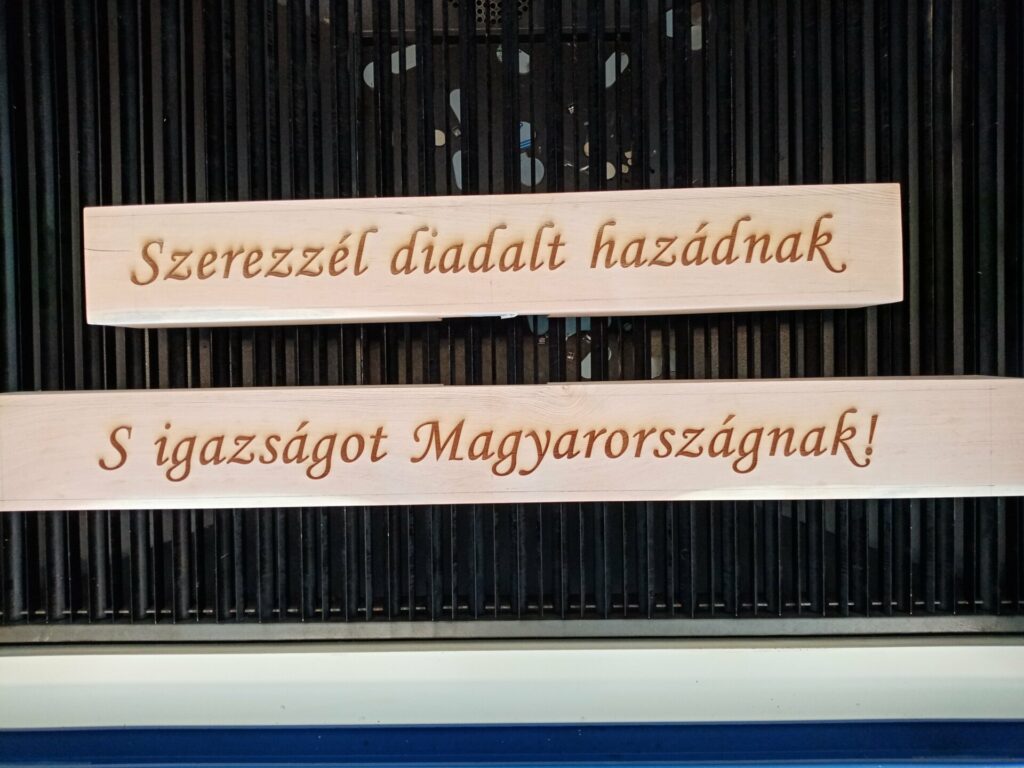 Szerezzél diadalt hazádnak
S igazságot Magyarországnak!